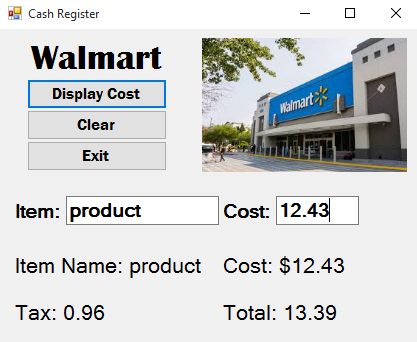 Cash Register
Walmart
Display Cost
Clear
Exit
Walmart
Item: product Cost: 12.43
Item Name: product Cost: $12.43
Tax: 0.96 Total: 13.39